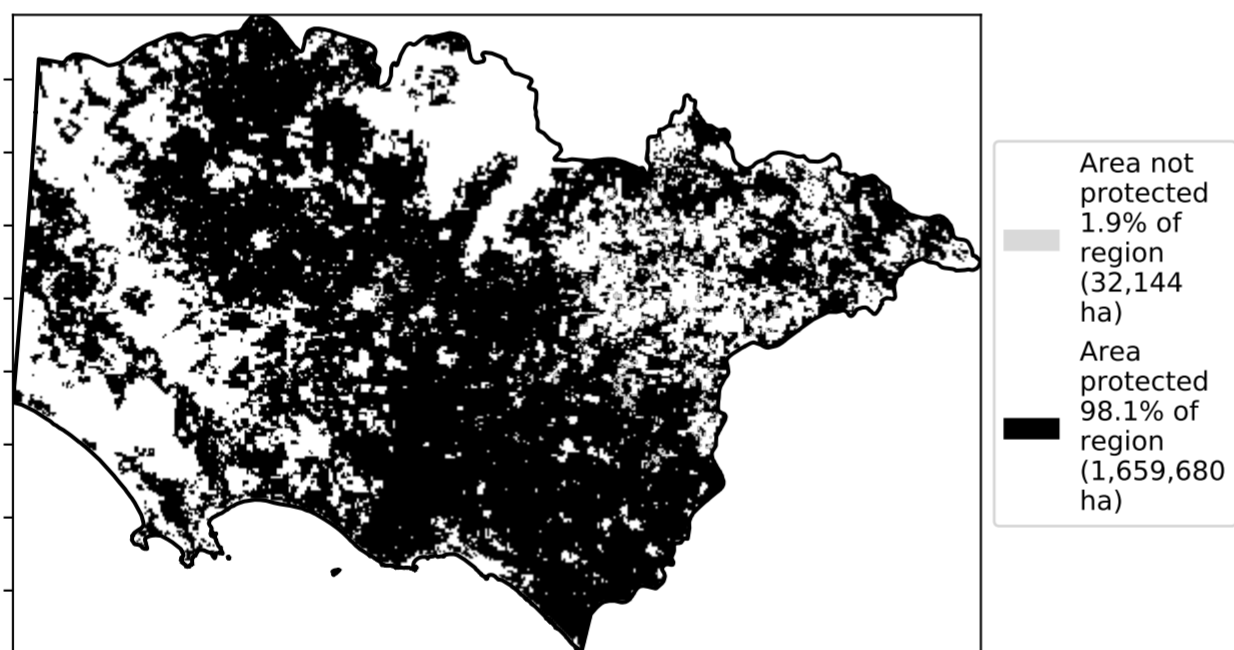 Area not
protected
1.9% of
region
(32,144
ha)
Area
protected
98.1% of
region
(1,659,680
ha)